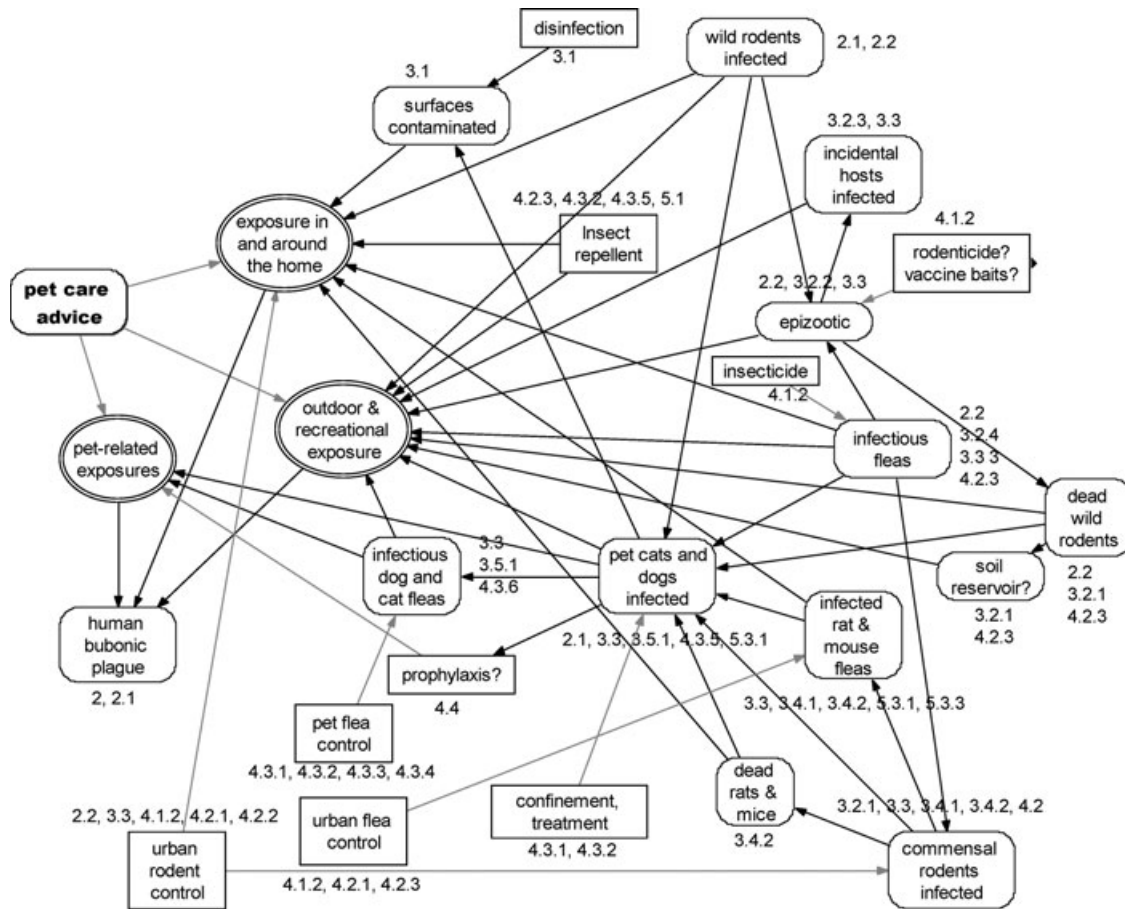 disinfection
3.1
wild rodents
infected
2.1, 2.2
3.1
surfaces
contaminated
3.2.3, 3.3
incidental
hosts
infected
4.2.3, 4.3.2, 4.3.5, 5.1
Insect
repellent
exposure in
and around
the home
4.1.2
rodenticide?
vaccine baits?
pet care
advice
2.2, 3.2.2, 3.3
epizootic
insecticide
4.1.2
outdoor &
recreational
exposure
pet-related
exposures
infectious
fleas
2.2
3.2.4
3.3 3
4.2.3
dead
wild
rodents
2.2
3.2.1
4.2.3
soil
reservoir?
3.2.1
4.2.3
infectious
dog and
cat fleas
3.3
3.5.1
4.3.6
pet cats and
dogs
infected
2.1, 3.3, 3.5.1, 4.3.5, 5.3.1
infected
rat &
mouse
fleas
3.3, 3.4.1, 3.4.2, 5.3.1, 5.3.3
human
bubonic
plague
2, 2.1
prophylaxis?
4.4
pet flea
control
4.3.1, 4.3.2, 4.3.3, 4.3.4
dead
rats &
mice
3.4.2
confinement,
treatment
4.3.1, 4.3.2
urban flea
control
4.1.2, 4.2.1, 4.2.3
2.2, 3.3, 4.1.2, 4.2.1, 4.2.2
urban
rodent
control
3.2.1, 3.3, 3.4.1, 3.4.2, 4.2
commensal
rodents
infected